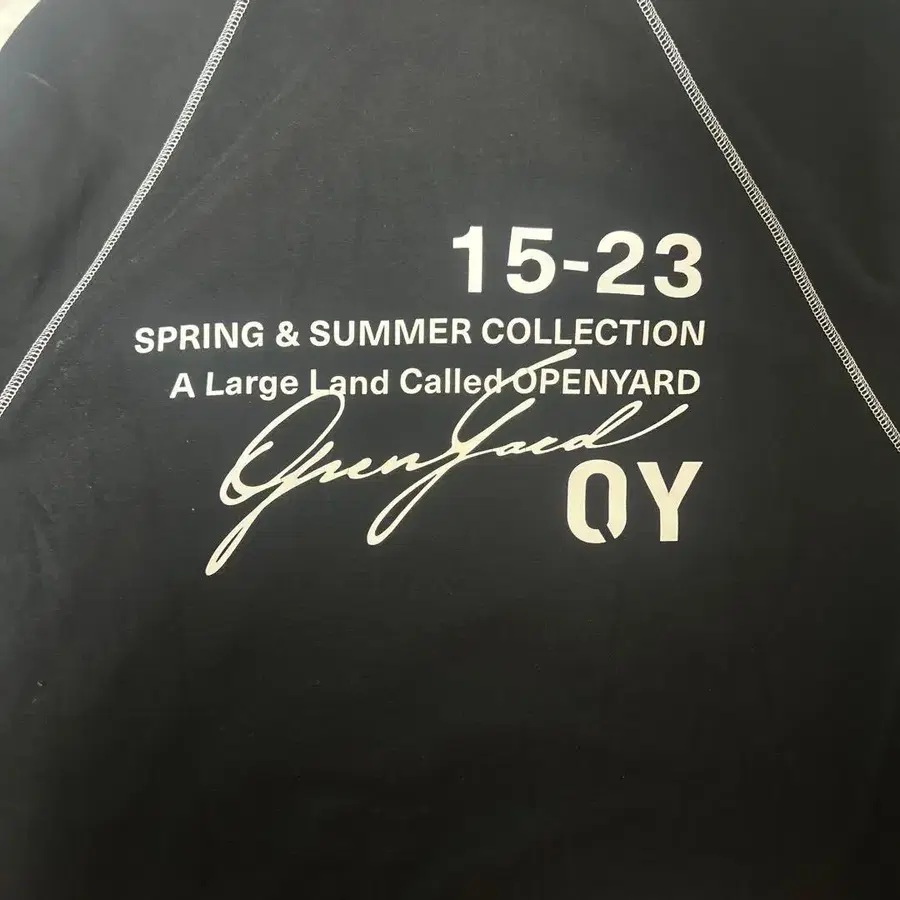 15-23
SPRING & SUMMER COLLECTION
A Large Land Called OPENYARD
OpenYard
OY